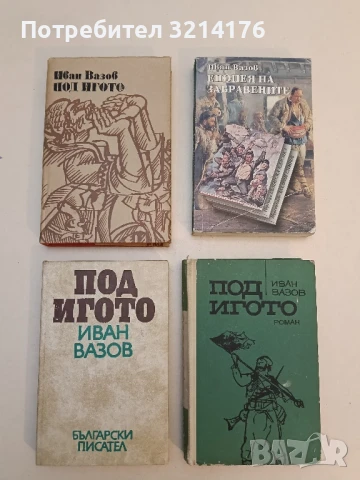 Потребител 3214176
Иван Вазов
ПОД ИГОТО
Иван Вазов
ЕПОПЕЯ НА
ЗАБРАВЕНИТЕ
ПОД
ИГОТО
ИВАН
ВАЗОВ
БЪЛГАРСКИ
ПИСАТЕЛ
ПОД ИВАН
ИГОТО ВАЗОВ
РОМАН
BAZAR